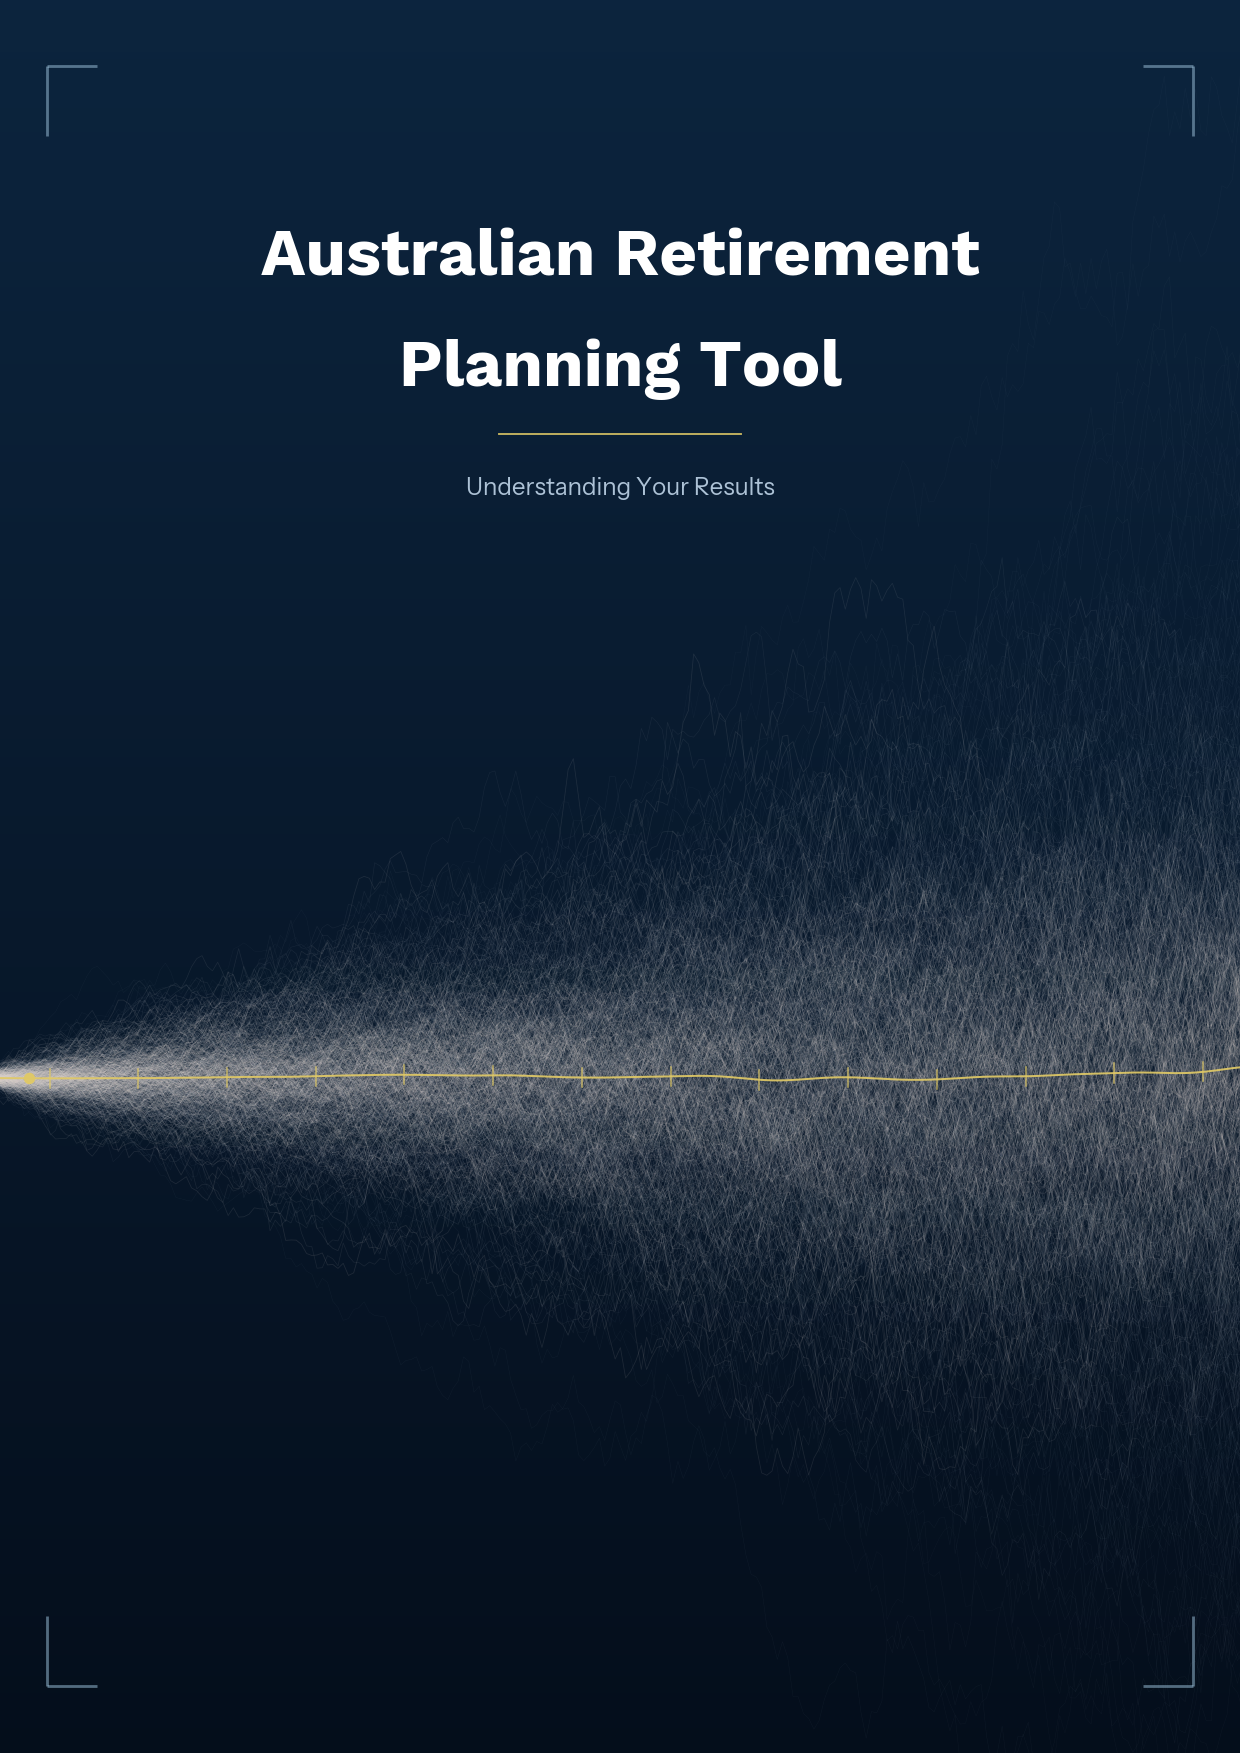 Australian Retirement
Planning Tool
Understanding Your Results